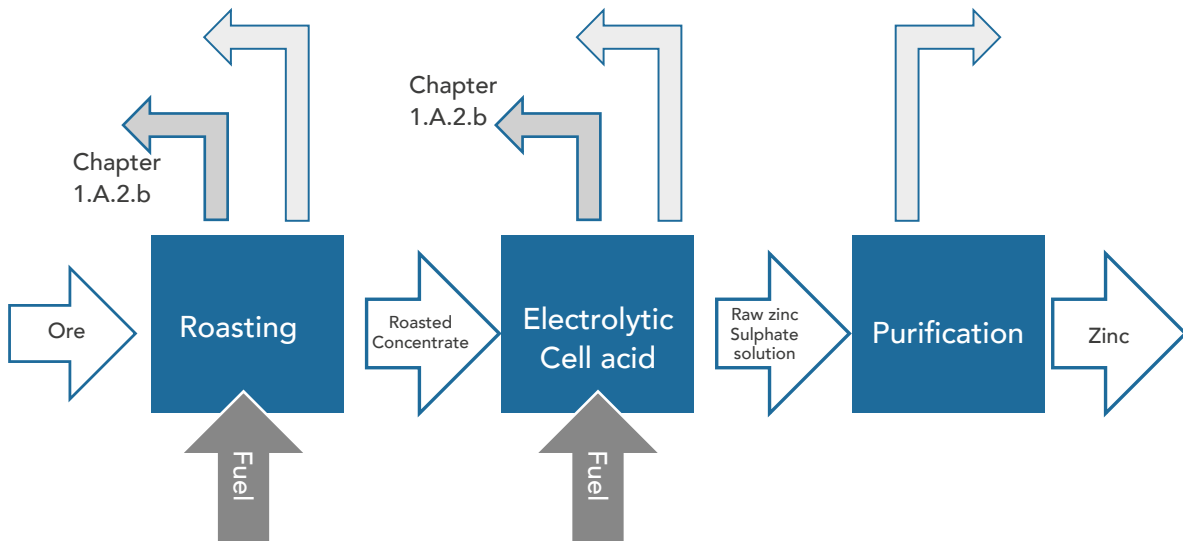 Chapter
1.A.2.b
Chapter
1.A.2.b
Ore
Roasting
Roasted
Concentrate
Electrolytic
Cell acid
Raw zinc
Sulphate
solution
Purification
Zinc
Fuel
Fuel